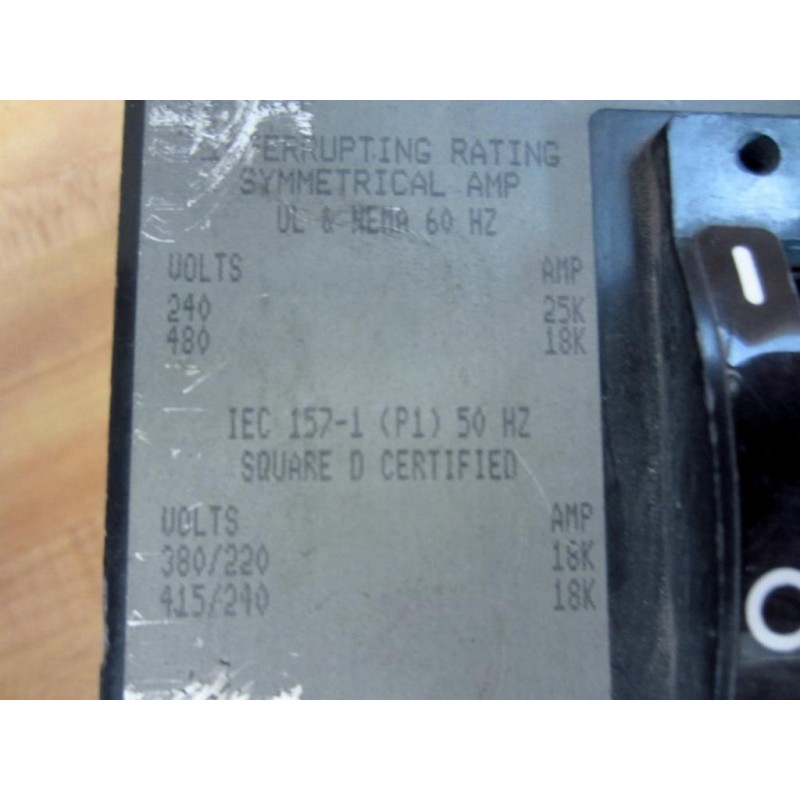 INTERRUPTING RATING
SYMMETRICAL AMP
UL & NEMA 60 HZ
VOLTS AMP
240 25K
480 18K
IEC 157-1 (P1) 50 HZ
SQUARE D CERTIFIED
VOLTS AMP
380/220 18K
415/240 18K